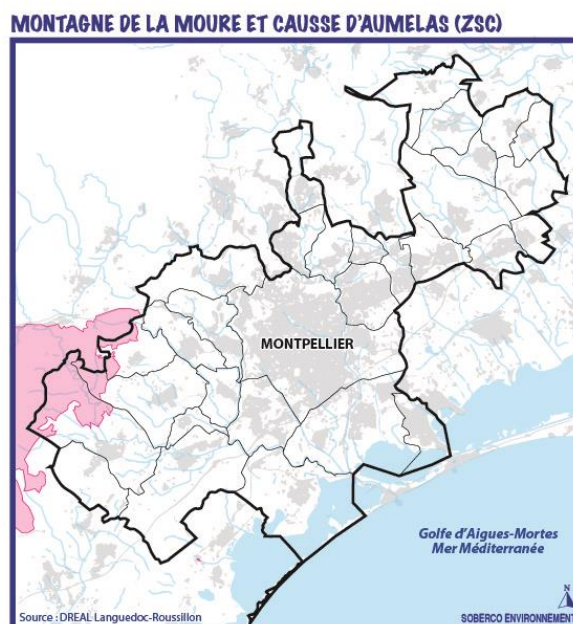 MONTAGNE DE LA MOURE ET CAUSSE D'AUMELAS (ZSC)
MONTPELLIER
Golfe d'Aigues-Mortes
Mer Méditerranée
N
Source : DREAL Languedoc-Roussillon
SOBERCO ENVIRONNEMENT